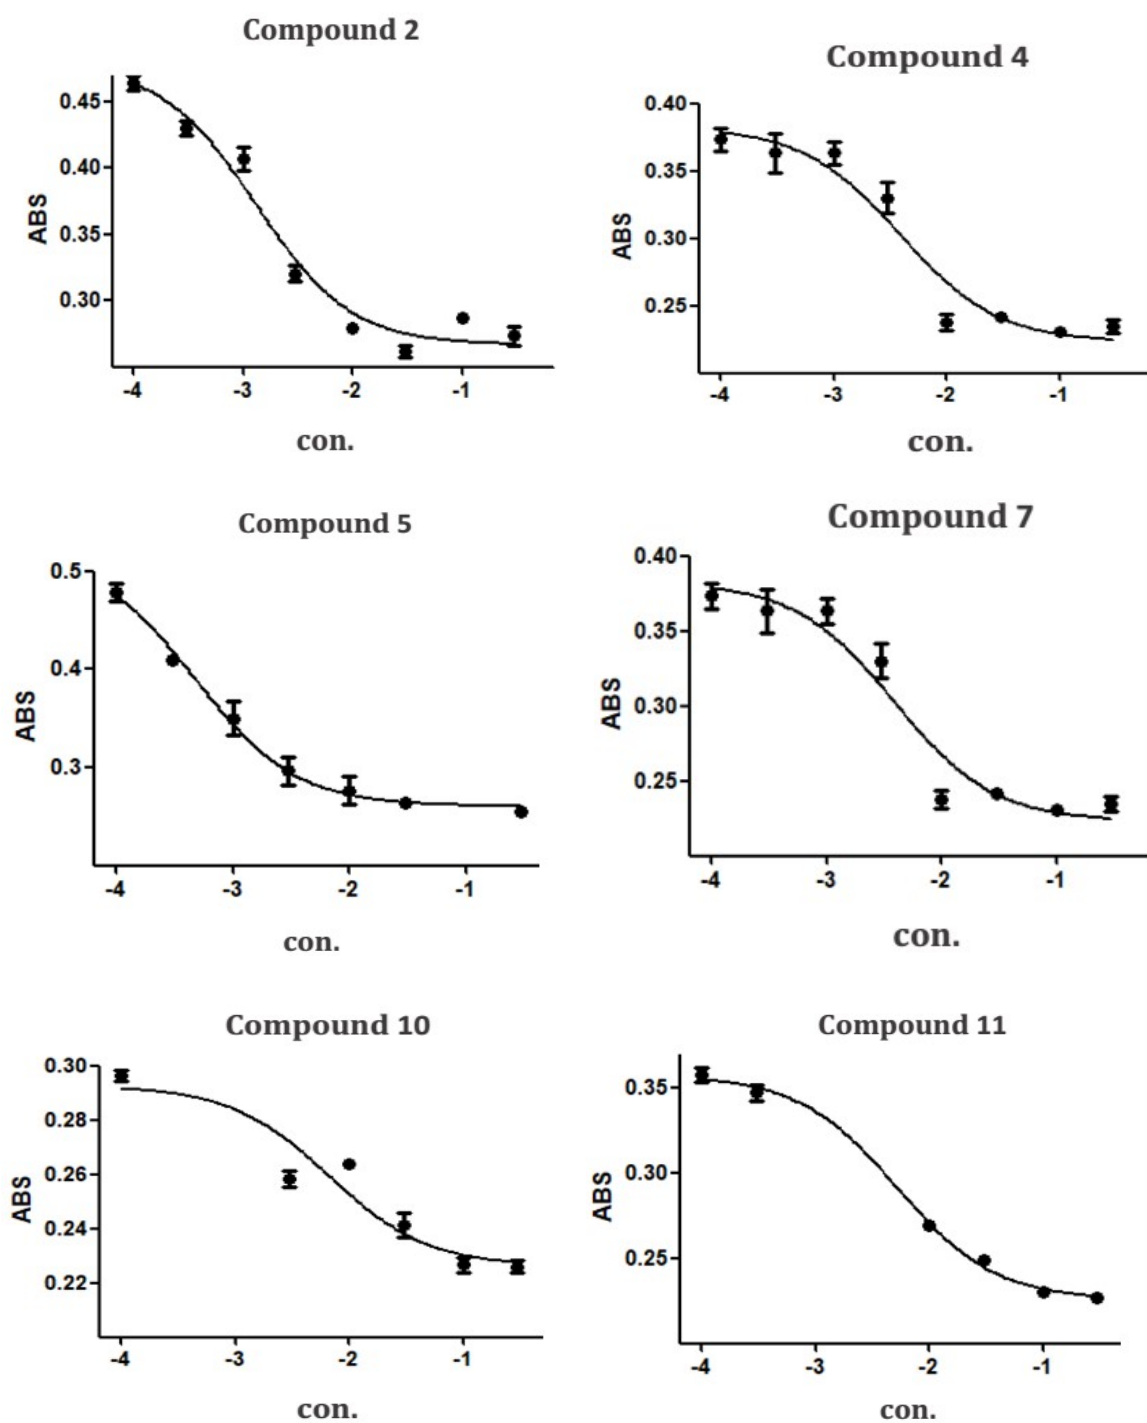 Compound 2
0.45
0.40
0.35
0.30
ABS
-4 -3 -2 -1
con.
Compound 4
0.40
0.35
0.30
0.25
ABS
-4 -3 -2 -1
con.
Compound 5
0.5
0.4
0.3
ABS
-4 -3 -2 -1
con.
Compound 7
0.40
0.35
0.30
0.25
ABS
-4 -3 -2 -1
con.
Compound 10
0.30
0.28
0.26
0.24
0.22
ABS
-4 -3 -2 -1
con.
Compound 11
0.35
0.30
0.25
ABS
-4 -3 -2 -1
con.